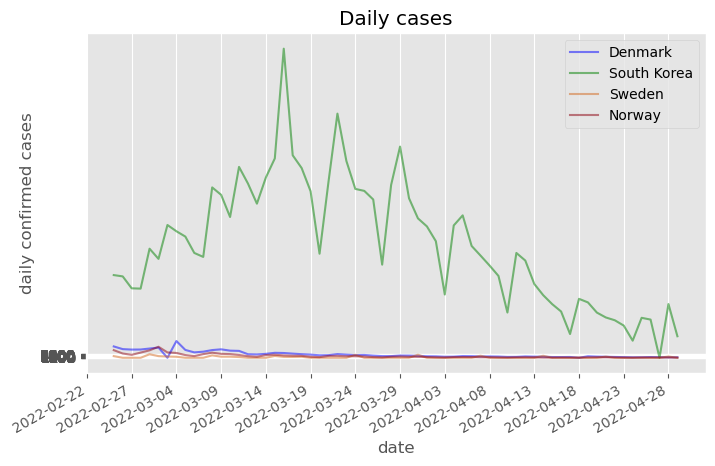 Daily cases
Denmark
South Korea
Sweden
Norway
daily confirmed cases
2022-02-22
2022-02-27
2022-03-04
2022-03-09
2022-03-14
2022-03-19
2022-03-24
2022-03-29
2022-04-03
2022-04-08
2022-04-13
2022-04-18
2022-04-23
2022-04-28
date